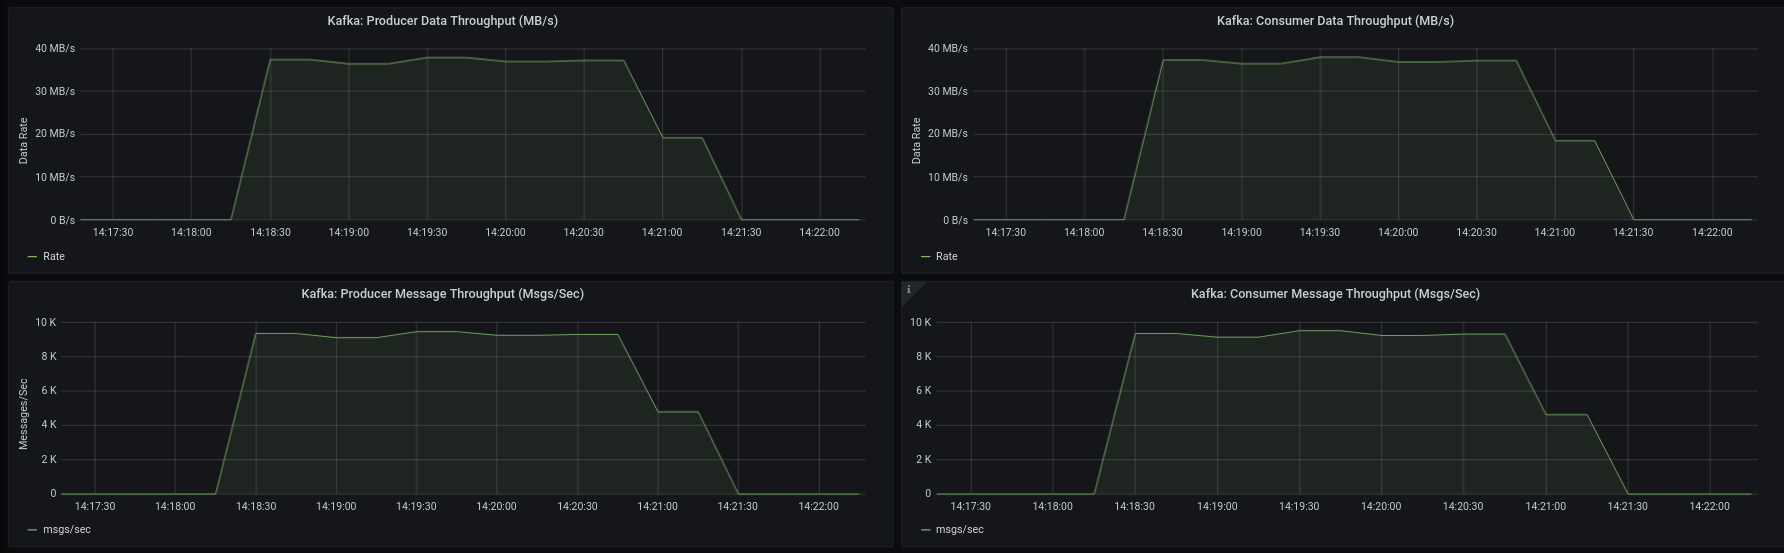 Kafka: Producer Data Throughput (MB/s)
Data Rate
40 MB/s
30 MB/s
20 MB/s
10 MB/s
0 B/s
14:17:30 14:18:00 14:18:30 14:19:00 14:19:30 14:20:00 14:20:30 14:21:00 14:21:30 14:22:00
Rate
Kafka: Consumer Data Throughput (MB/s)
Data Rate
40 MB/s
30 MB/s
20 MB/s
10 MB/s
0 B/s
14:17:30 14:18:00 14:18:30 14:19:00 14:19:30 14:20:00 14:20:30 14:21:00 14:21:30 14:22:00
Rate
Kafka: Producer Message Throughput (Msgs/Sec)
Messages/Sec
10 K
8 K
6 K
4 K
2 K
0
14:17:30 14:18:00 14:18:30 14:19:00 14:19:30 14:20:00 14:20:30 14:21:00 14:21:30 14:22:00
msgs/sec
i
Kafka: Consumer Message Throughput (Msgs/Sec)
10 K
8 K
6 K
4 K
2 K
0
14:17:30 14:18:00 14:18:30 14:19:00 14:19:30 14:20:00 14:20:30 14:21:00 14:21:30 14:22:00
msgs/sec